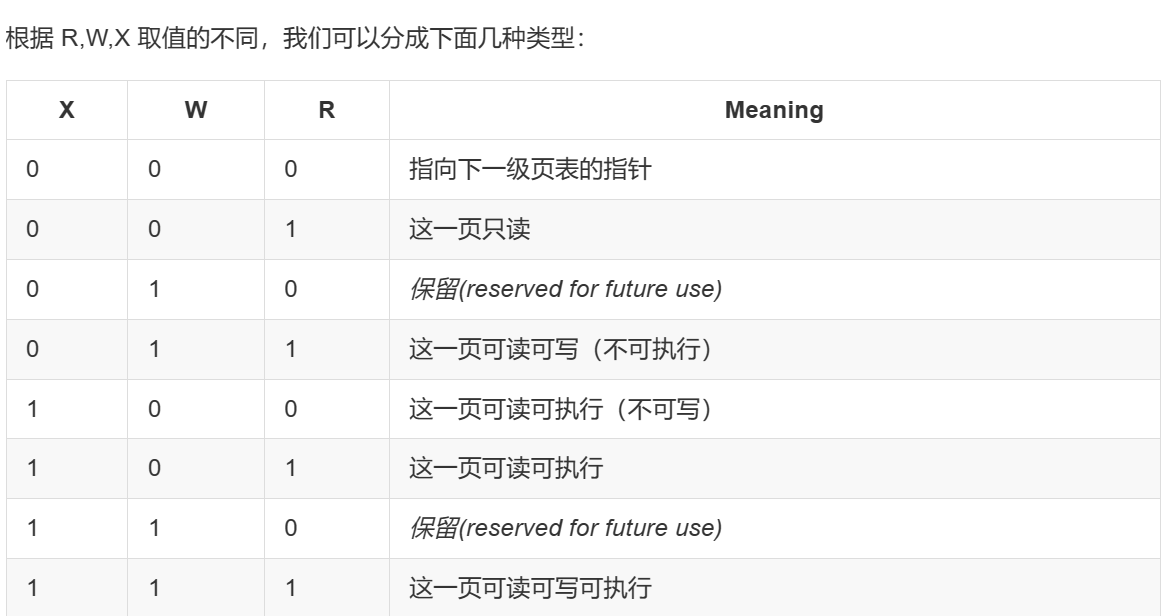 根据 R,W,X 取值的不同，我们可以分成下面几种类型：
X W R Meaning
0 0 0 指向下一级页表的指针
0 0 1 这一页只读
0 1 0 保留(reserved for future use)
0 1 1 这一页可读可写（不可执行）
1 0 0 这一页可读可执行（不可写）
1 0 1 这一页可读可执行
1 1 0 保留(reserved for future use)
1 1 1 这一页可读可写可执行